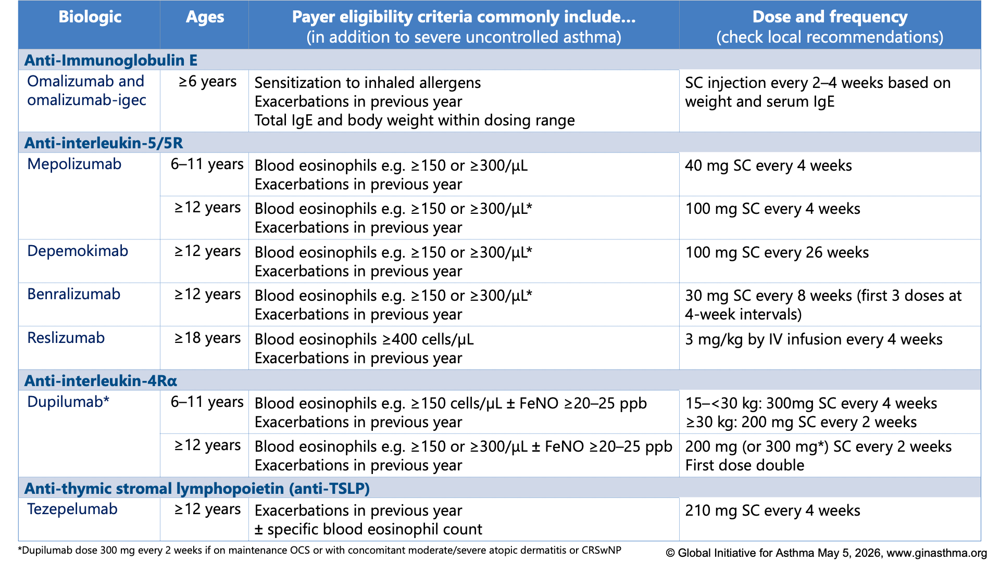 Biologic
Ages
Payer eligibility criteria commonly include...
(in addition to severe uncontrolled asthma)
Dose and frequency
(check local recommendations)
Anti-Immunoglobulin E
Omalizumab and
omalizumab-igec
≥6 years
Sensitization to inhaled allergens
Exacerbations in previous year
Total IgE and body weight within dosing range
SC injection every 2–4 weeks based on
weight and serum IgE
Anti-interleukin-5/5R
Mepolizumab
6–11 years
Blood eosinophils e.g. ≥150 or ≥300/μL
Exacerbations in previous year
40 mg SC every 4 weeks
≥12 years
Blood eosinophils e.g. ≥150 or ≥300/μL*
Exacerbations in previous year
100 mg SC every 4 weeks
Depemokimab
≥12 years
Blood eosinophils e.g. ≥150 or ≥300/μL*
Exacerbations in previous year
100 mg SC every 26 weeks
Benralizumab
≥12 years
Blood eosinophils e.g. ≥150 or ≥300/μL*
Exacerbations in previous year
30 mg SC every 8 weeks (first 3 doses at
4-week intervals)
Reslizumab
≥18 years
Blood eosinophils ≥400 cells/μL
Exacerbations in previous year
3 mg/kg by IV infusion every 4 weeks
Anti-interleukin-4Rα
Dupilumab*
6–11 years
Blood eosinophils e.g. ≥150 cells/μL ± FeNO ≥20–25 ppb
Exacerbations in previous year
15–<30 kg: 300mg SC every 4 weeks
≥30 kg: 200 mg SC every 2 weeks
≥12 years
Blood eosinophils e.g. ≥150 or ≥300/μL ± FeNO ≥20–25 ppb
Exacerbations in previous year
200 mg (or 300 mg*) SC every 2 weeks
First dose double
Anti-thymic stromal lymphopoietin (anti-TSLP)
Tezepelumab
≥12 years
Exacerbations in previous year
± specific blood eosinophil count
210 mg SC every 4 weeks
*Dupilumab dose 300 mg every 2 weeks if on maintenance OCS or with concomitant moderate/severe atopic dermatitis or CRSwNP
© Global Initiative for Asthma May 5, 2026, www.ginasthma.org